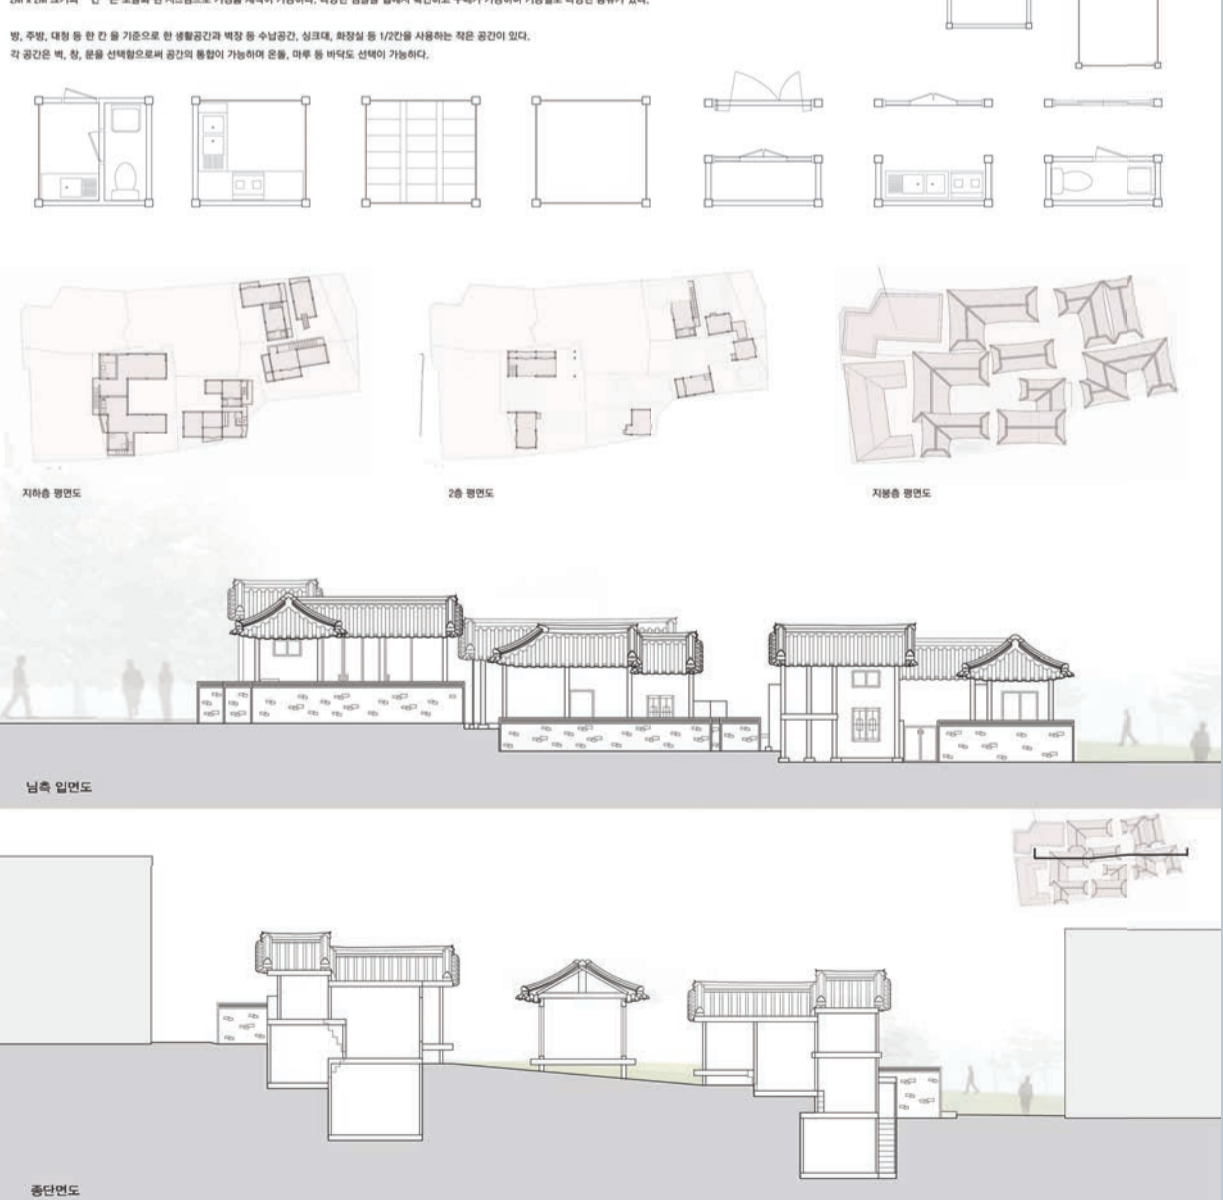 방, 주방, 대청 등 한 칸 을 기준으로 한 생활공간과 벽장 등 수납공간, 싱크대, 화장실 등 1/2칸을 사용하는 작은 공간이 있다.
각 공간은 벽, 창, 문을 선택함으로써 공간의 통합이 가능하며 온돌, 마루 등 바닥도 선택이 가능하다.
지하층 평면도
2층 평면도
지붕층 평면도
님측 입면도
종단면도